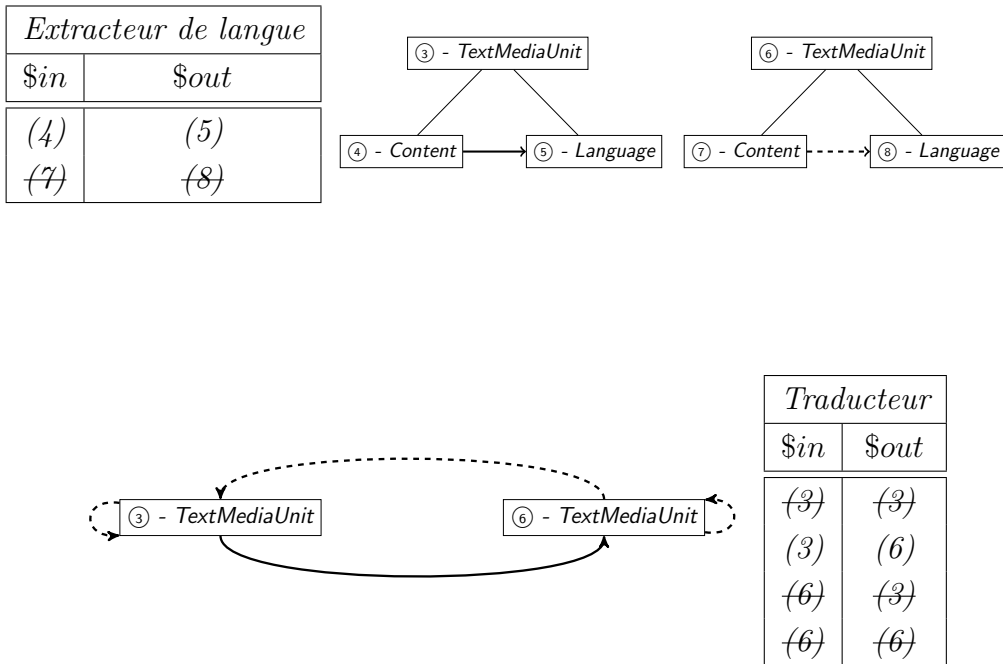 Extracteur de langue
$in $out
(4) (5)
(7) (8)
③ - TextMediaUnit
④ - Content
⑤ - Language
⑥ - TextMediaUnit
⑦ - Content
⑧ - Language
③ - TextMediaUnit
⑥ - TextMediaUnit
Traducteur
$in $out
(3) (3)
(3) (6)
(6) (3)
(6) (6)